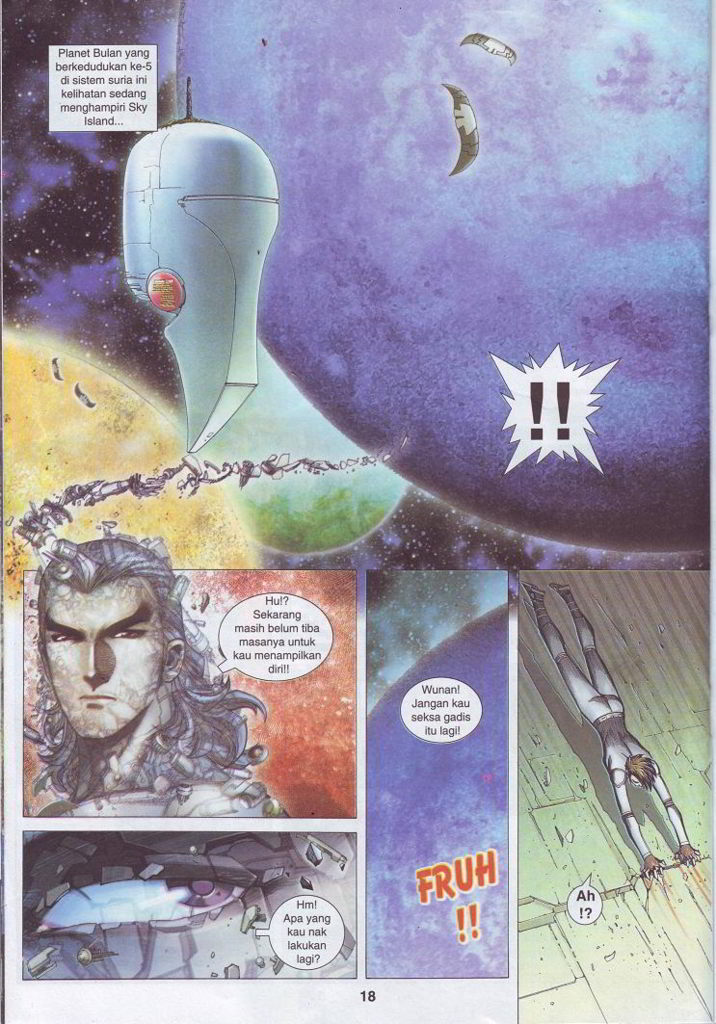 Planet Bulan yang
berkedudukan ke-5
di sistem suria ini
kelihatan sedang
menghampiri Sky
Island...
!!
Hu!?
Sekarang
masih belum tiba
masanya untuk
kau menampilkan
diri!!
Hm!
Apa yang
kau nak
lakukan
lagi?
Wunan!
Jangan kau
seksa gadis
itu lagi!
FRUH
!!
Ah
!?
18